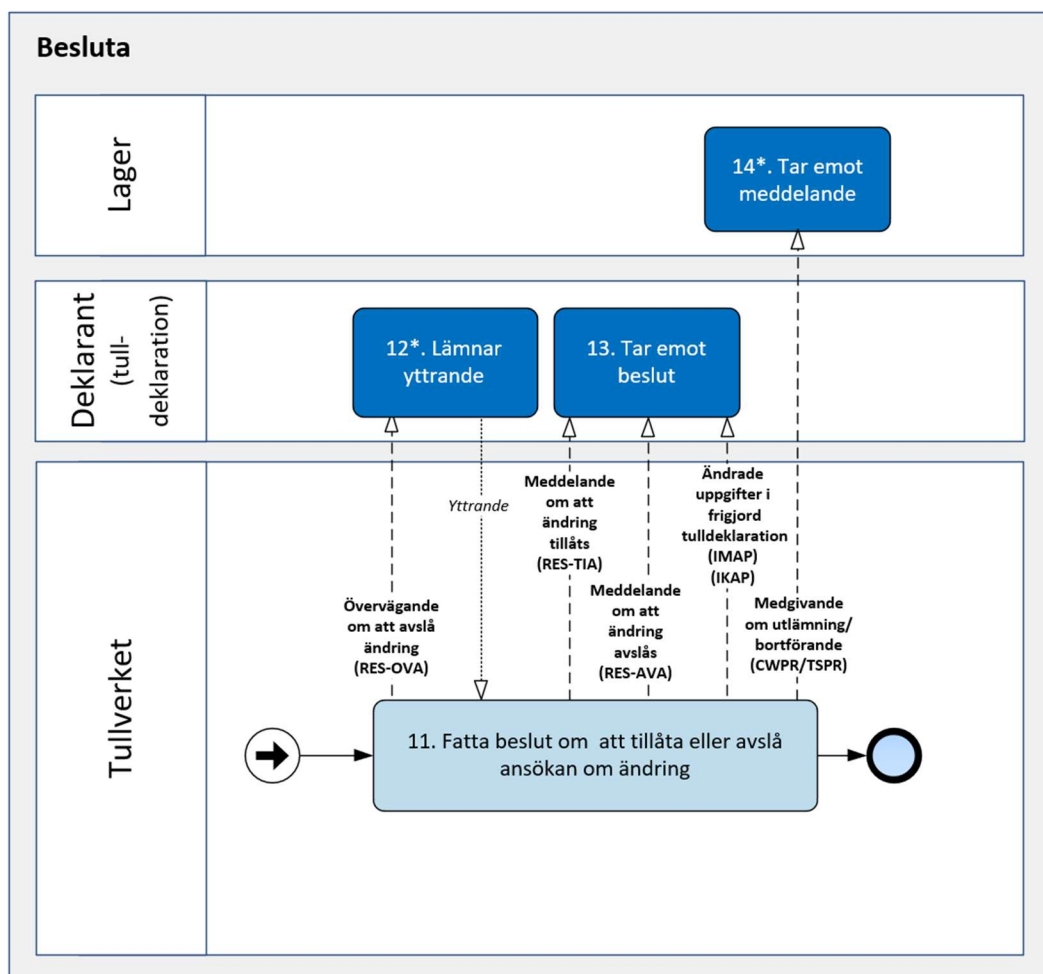 Besluta
Lager
14*. Tar emot
meddelande
Deklarant
(tull-
deklaration)
12*. Lämnar
yttrande
13. Tar emot
beslut
Tullverket
Övervägande
om att avslå
ändring
(RES-OVA)
Yttrande
Meddelande
om att
ändring
tillåts
(RES-TIA)
Meddelande
om att
ändring
avslås
(RES-AVA)
Ändrade
uppgifter i
frigjord
tulldeklaration
(IMAP)
(IKAP)
Medgivande
om utlämning/
bortförande
(CWPR/TSPR)
11. Fatta beslut om  att tillåta eller avslå
ansökan om ändring